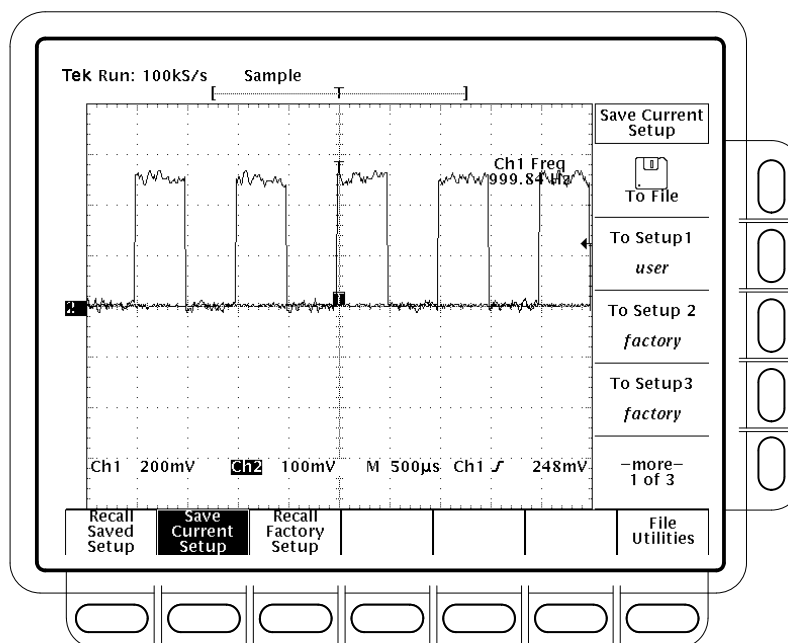 Tek Run: 100kS/s Sample
[ T ]
Save Current
Setup
Ch1 Freq
999.84 Hz
To File
To Setup1
user
To Setup 2
factory
To Setup3
factory
T
T
Ch1 200mV Ch2 100mV M 500µs Ch1 248mV
–more–
1 of 3
Recall
Saved
Setup
Save
Current
Setup
Recall
Factory
Setup
File
Utilities